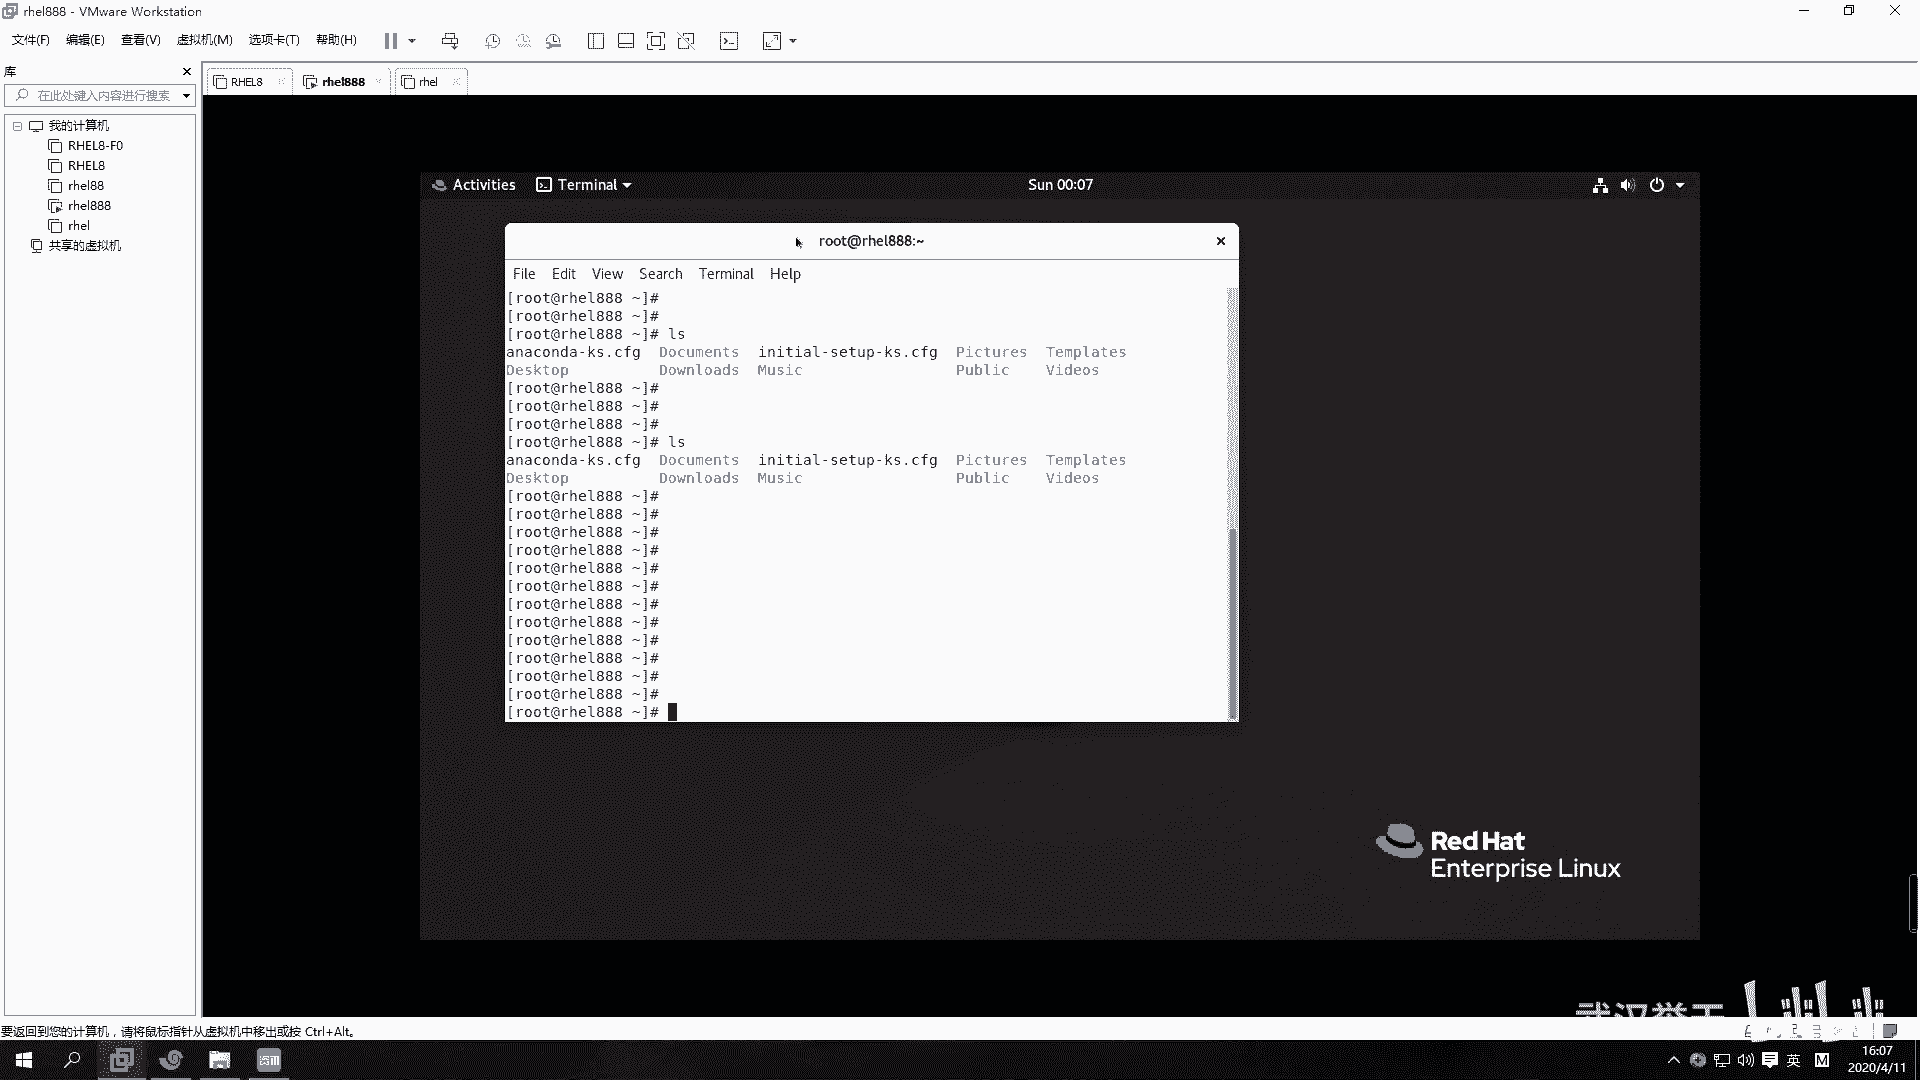 rhel888 - VMware Workstation
文件(F) 编辑(E) 查看(V) 虚拟机(M) 选项卡(T) 帮助(H)
库
在此处键入内容进行搜索
我的计算机
RHEL8-F0
RHEL8
rhel88
rhel888
rhel
共享的虚拟机
RHEL8 rhel888 rhel
Activities Terminal Sun 00:07
root@rhel888:~
File Edit View Search Terminal Help
[root@rhel888 ~]#
[root@rhel888 ~]#
[root@rhel888 ~]# ls
anaconda-ks.cfg Documents initial-setup-ks.cfg Pictures Templates
Desktop Downloads Music Public Videos
[root@rhel888 ~]#
[root@rhel888 ~]#
[root@rhel888 ~]#
[root@rhel888 ~]# ls
anaconda-ks.cfg Documents initial-setup-ks.cfg Pictures Templates
Desktop Downloads Music Public Videos
[root@rhel888 ~]#
[root@rhel888 ~]#
[root@rhel888 ~]#
[root@rhel888 ~]#
[root@rhel888 ~]#
[root@rhel888 ~]#
[root@rhel888 ~]#
[root@rhel888 ~]#
[root@rhel888 ~]#
[root@rhel888 ~]#
[root@rhel888 ~]#
[root@rhel888 ~]#
[root@rhel888 ~]#
Red Hat
Enterprise Linux
要返回到您的计算机，请将鼠标指针从虚拟机中移出或按 Ctrl+Alt。
英 M
16:07
2020/4/11